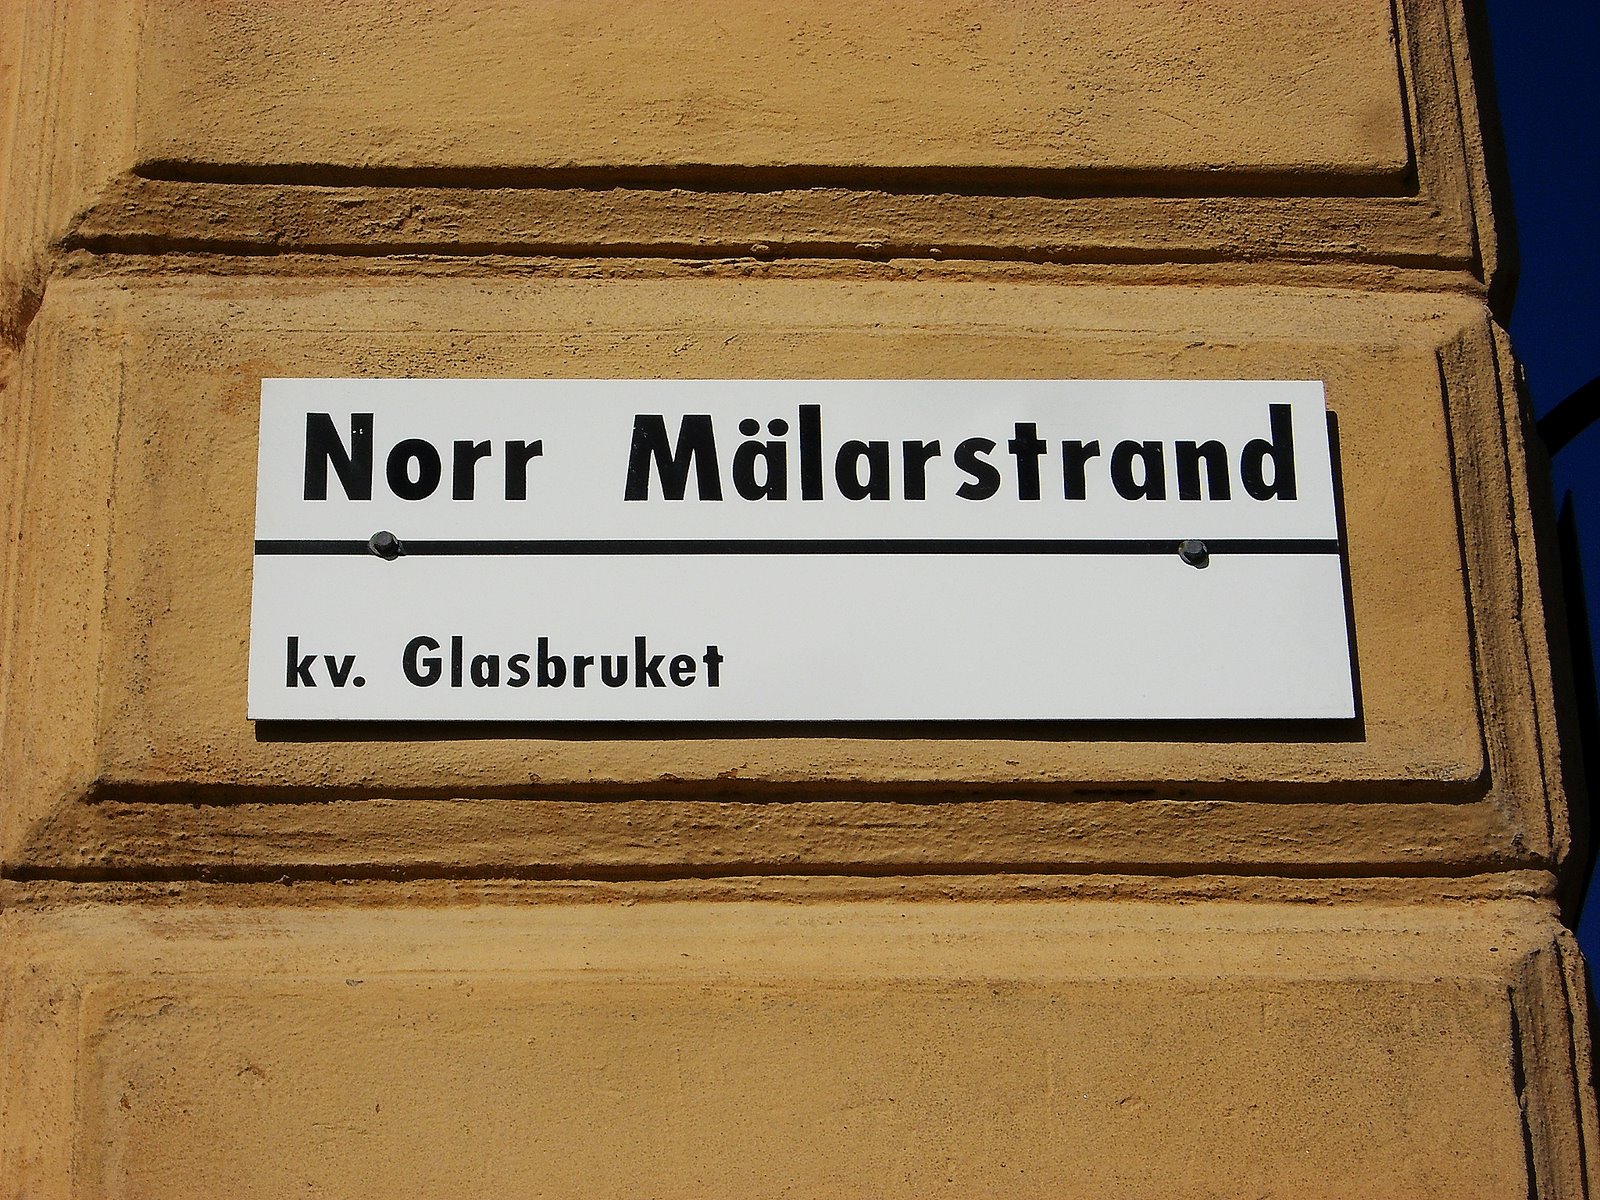 Norr Mälarstrand
kv. Glasbruket